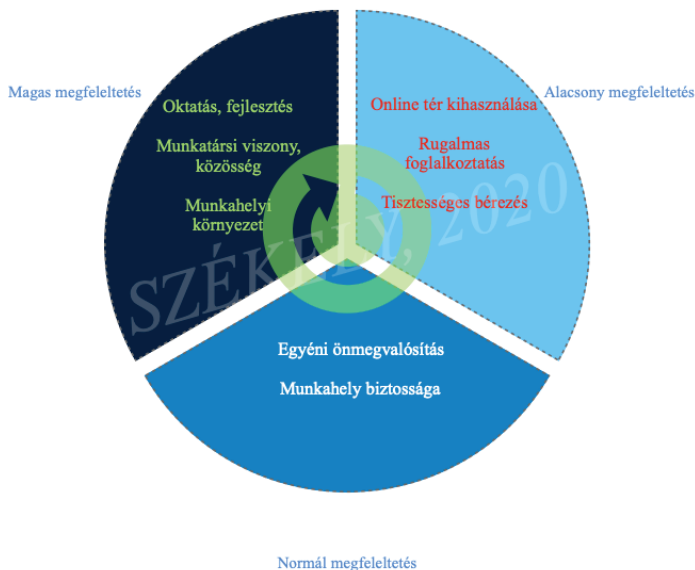 Magas megfeleltetés
Oktatás, fejlesztés
Munkatársi viszony,
közösség
Munkahelyi
környezet
Alacsony megfeleltetés
Online tér kihasználása
Rugalmas
foglalkoztatás
Tisztességes bérezés
SZÉKELY, 2020
Egyéni önmegvalósítás
Munkahely biztossága
Normál megfeleltetés